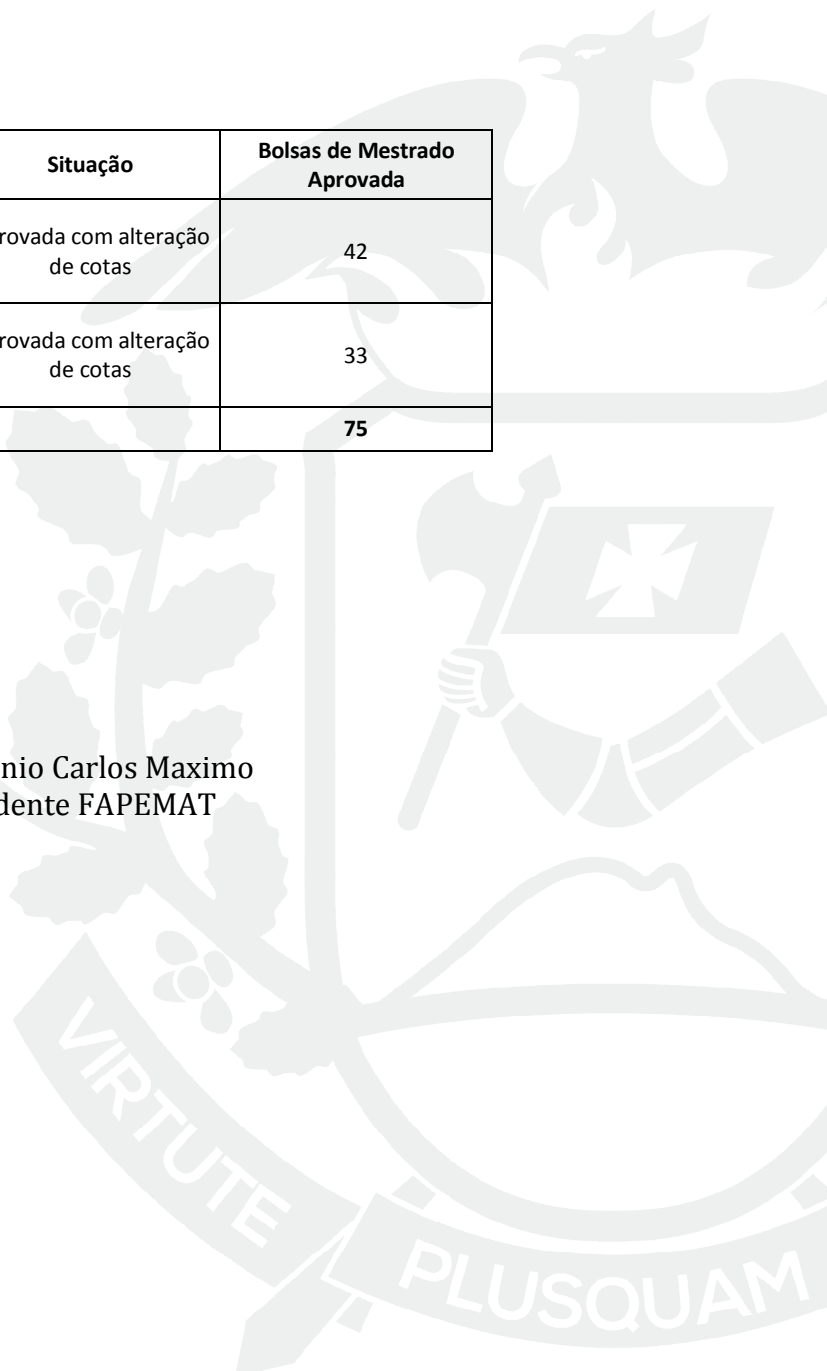 Situação
Bolsas de Mestrado
Aprovada
rovada com alteração
de cotas
42
rovada com alteração
de cotas
33
75
nio Carlos Maximo
dente FAPEMAT
VIRTUTE
PLUSQUAM